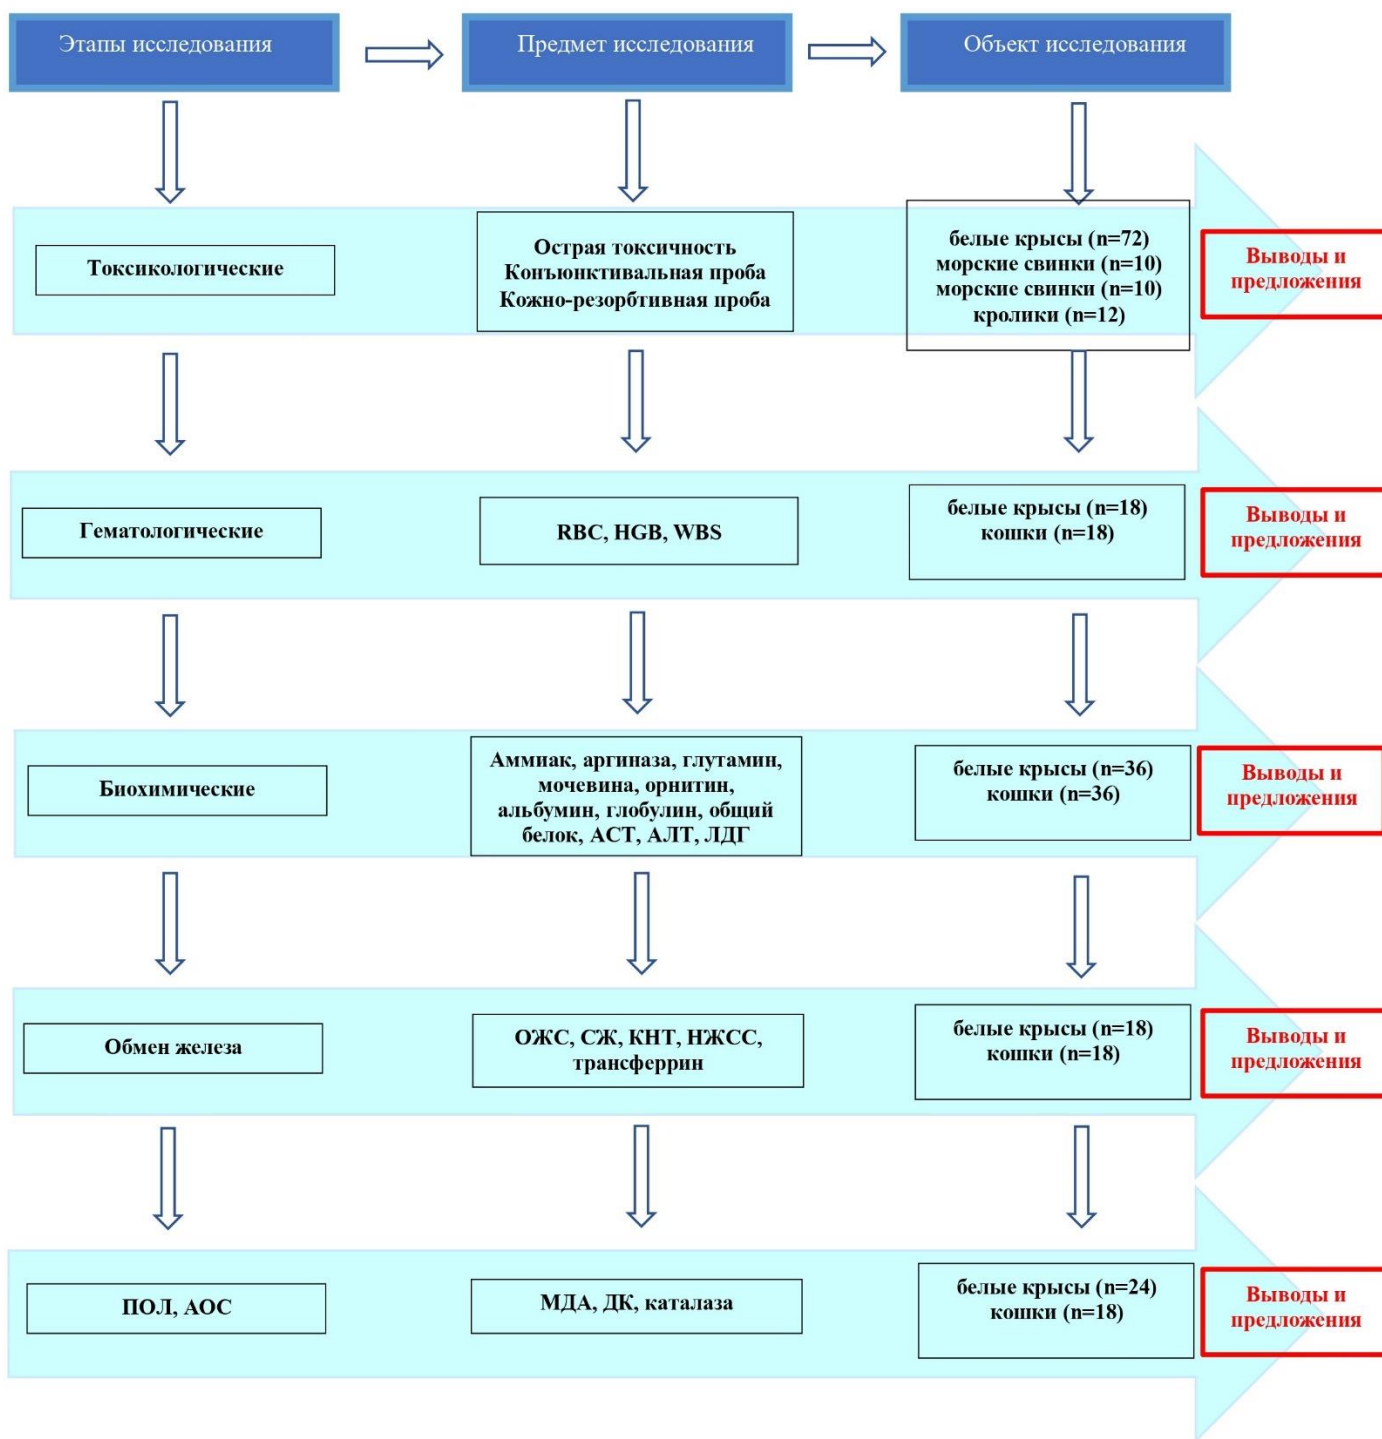 Этапы исследования
Предмет исследования
Объект исследования
Токсикологические
Острая токсичность
Конъюнктивальная проба
Кожно-резорбтивная проба
белые крысы (n=72)
морские свинки (n=10)
морские свинки (n=10)
кролики (n=12)
Выводы и
предложения
Гематологические
RBC, HGB, WBS
белые крысы (n=18)
кошки (n=18)
Выводы и
предложения
Биохимические
Аммиак, аргиназа, глутамин,
мочевина, орнитин,
альбумин, глобулин, общий
белок, АСТ, АЛТ, ЛДГ
белые крысы (n=36)
кошки (n=36)
Выводы и
предложения
Обмен железа
ОЖС, СЖ, КНТ, НЖСС,
трансферрин
белые крысы (n=18)
кошки (n=18)
Выводы и
предложения
ПОЛ, АОС
МДА, ДК, каталаза
белые крысы (n=24)
кошки (n=18)
Выводы и
предложения